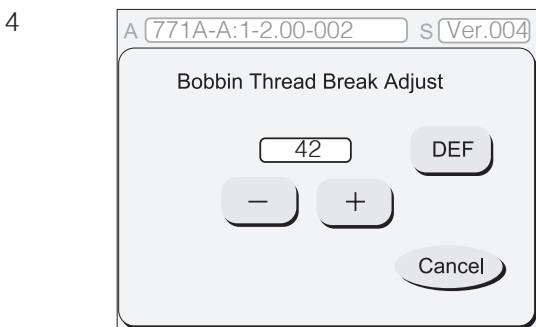 4
A 771A-A:1-2.00-002 S Ver.004
Bobbin Thread Break Adjust
42 DEF
− +
Cancel